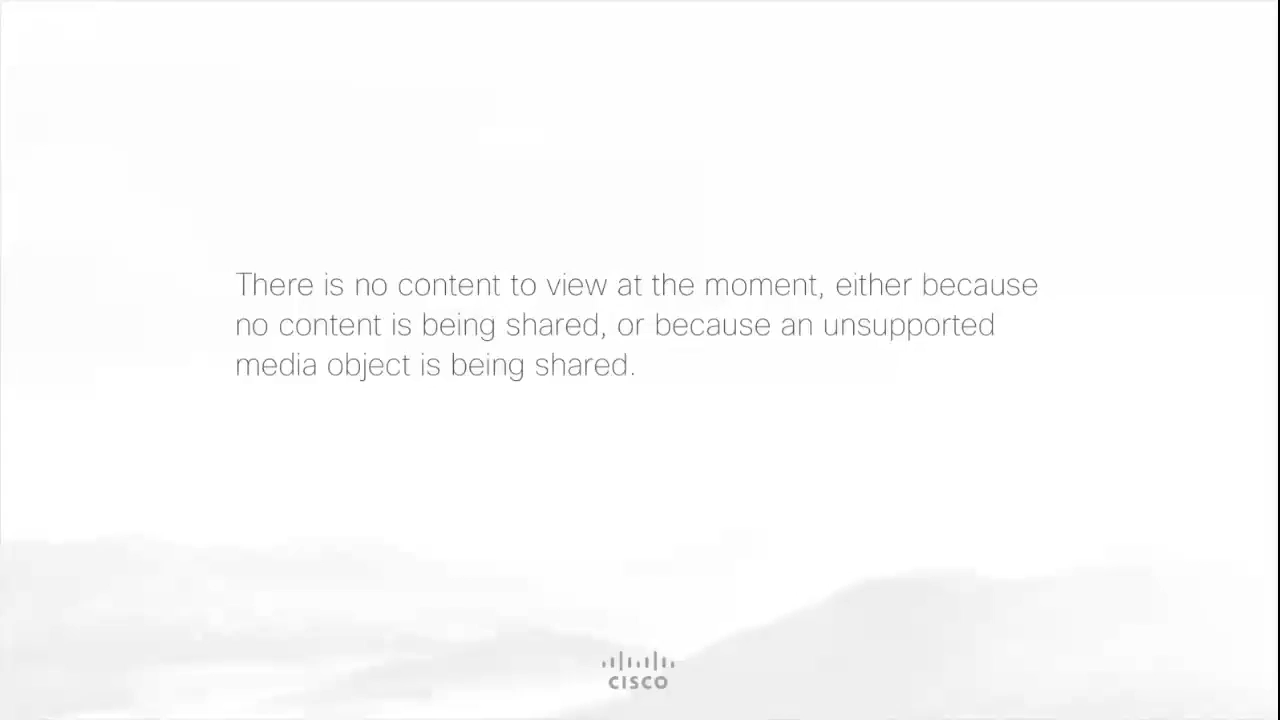 There is no content to view at the moment, either because
no content is being shared, or because an unsupported
media object is being shared.
CISCO